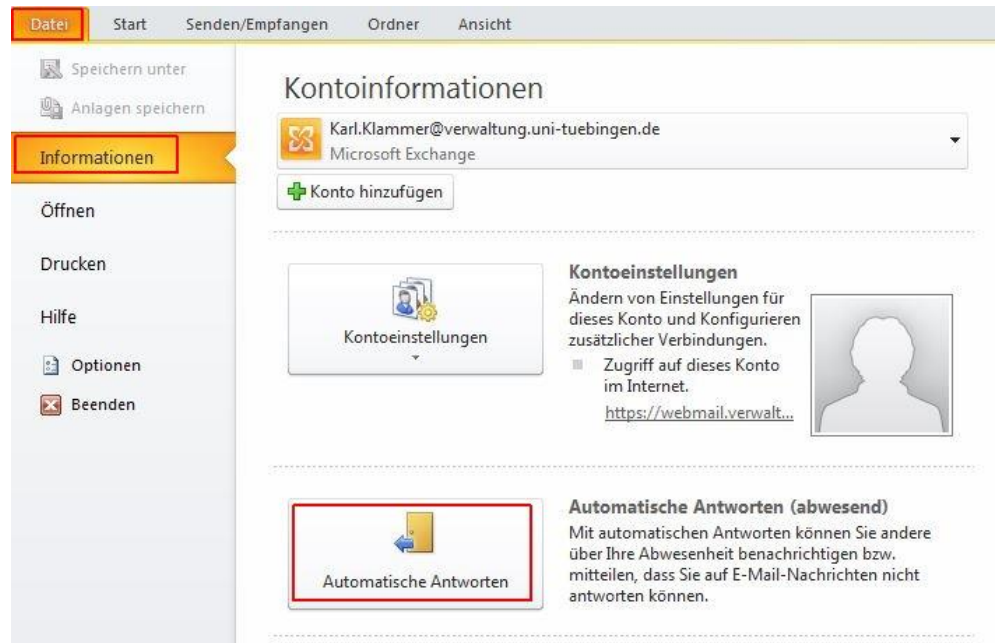 Datei Start Senden/Empfangen Ordner Ansicht
Speichern unter
Anlagen speichern
Informationen
Öffnen
Drucken
Hilfe
Optionen
Beenden
Kontoinformationen
Karl.Klammer@verwaltung.uni-tuebingen.de
Microsoft Exchange
Konto hinzufügen
Kontoeinstellungen
Kontoeinstellungen
Ändern von Einstellungen für
dieses Konto und Konfigurieren
zusätzlicher Verbindungen.
Zugriff auf dieses Konto
im Internet.
https://webmail.verwalt...
Automatische Antworten
Automatische Antworten (abwesend)
Mit automatischen Antworten können Sie andere
über Ihre Abwesenheit benachrichtigen bzw.
mitteilen, dass Sie auf E-Mail-Nachrichten nicht
antworten können.